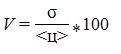 V = σ / <ц> * 100